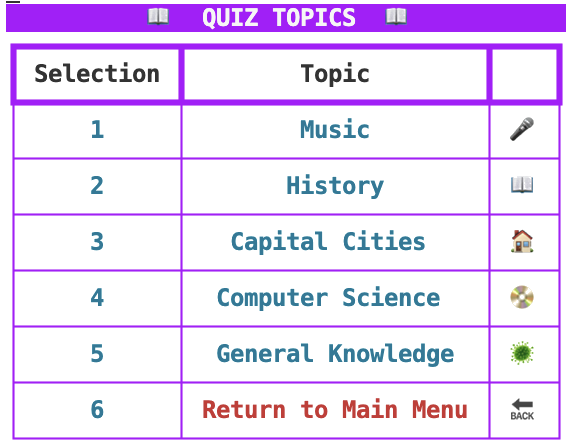 QUIZ TOPICS
Selection Topic
1 Music
2 History
3 Capital Cities
4 Computer Science
5 General Knowledge
6 Return to Main Menu BACK